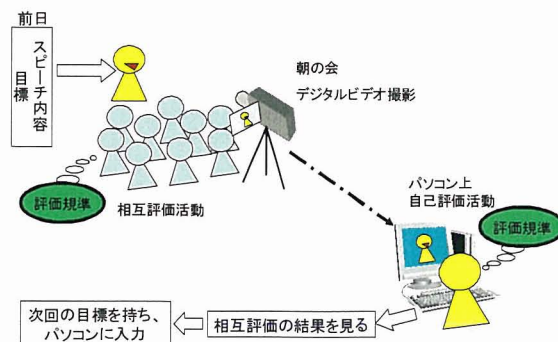 前日
スピーチ内容
目標
朝の会
デジタルビデオ撮影
評価規準
相互評価活動
パソコン上
自己評価活動
評価規準
相互評価の結果を見る
次回の目標を持ち、
パソコンに入力